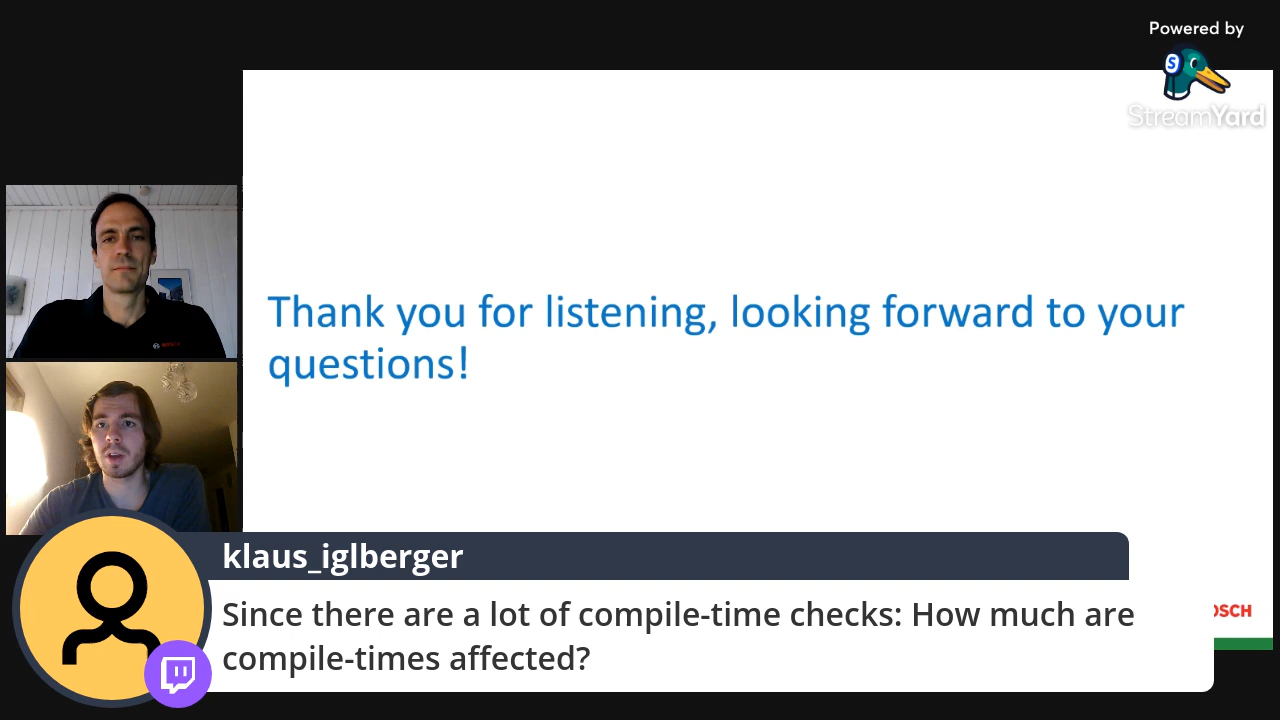 Powered by
StreamYard
Thank you for listening, looking forward to your
questions!
klaus_iglberger
Since there are a lot of compile-time checks: How much are
compile-times affected?